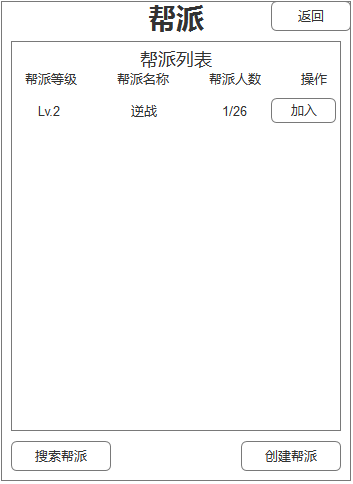 帮派
返回
帮派列表
帮派等级 帮派名称 帮派人数 操作
Lv.2 逆战 1/26 加入
搜索帮派 创建帮派